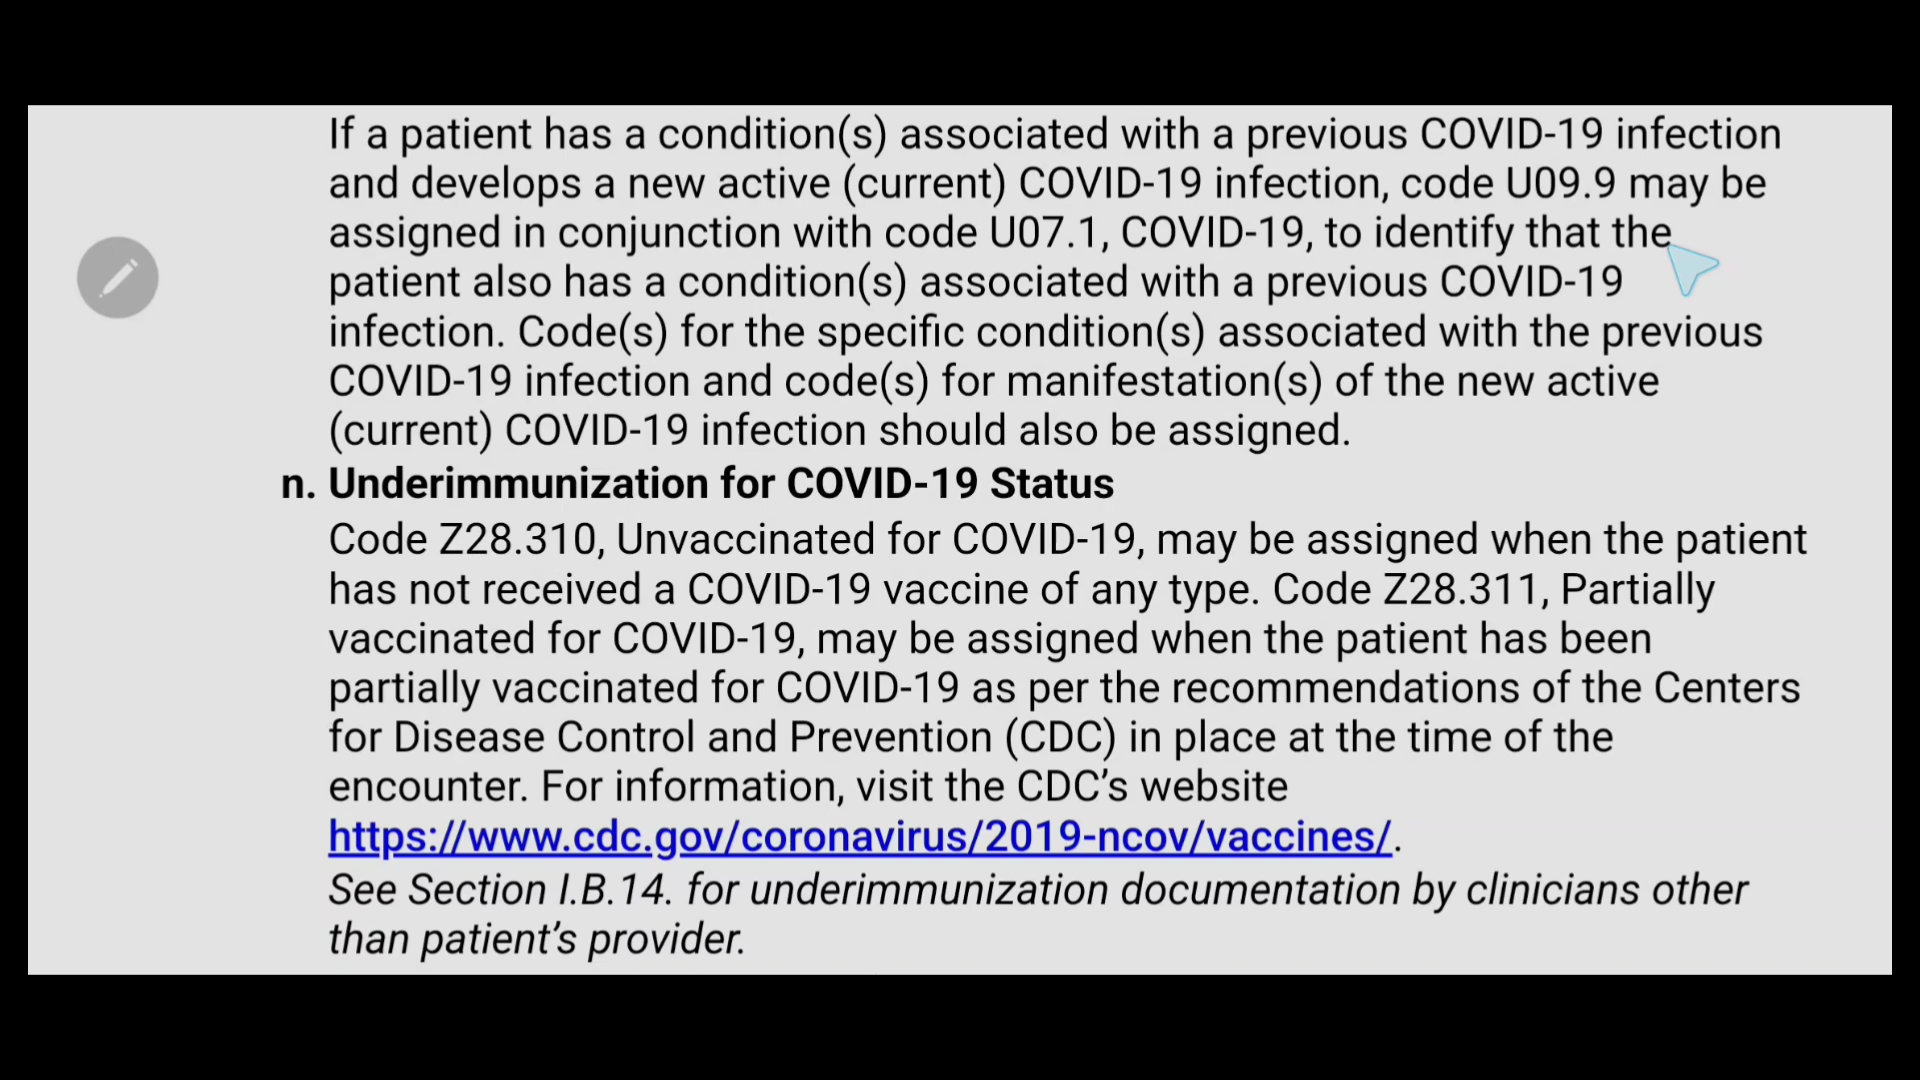 If a patient has a condition(s) associated with a previous COVID-19 infection
and develops a new active (current) COVID-19 infection, code U09.9 may be
assigned in conjunction with code U07.1, COVID-19, to identify that the
patient also has a condition(s) associated with a previous COVID-19
infection. Code(s) for the specific condition(s) associated with the previous
COVID-19 infection and code(s) for manifestation(s) of the new active
(current) COVID-19 infection should also be assigned.
n. Underimmunization for COVID-19 Status
Code Z28.310, Unvaccinated for COVID-19, may be assigned when the patient
has not received a COVID-19 vaccine of any type. Code Z28.311, Partially
vaccinated for COVID-19, may be assigned when the patient has been
partially vaccinated for COVID-19 as per the recommendations of the Centers
for Disease Control and Prevention (CDC) in place at the time of the
encounter. For information, visit the CDC’s website
https://www.cdc.gov/coronavirus/2019-ncov/vaccines/.
See Section I.B.14. for underimmunization documentation by clinicians other
than patient’s provider.